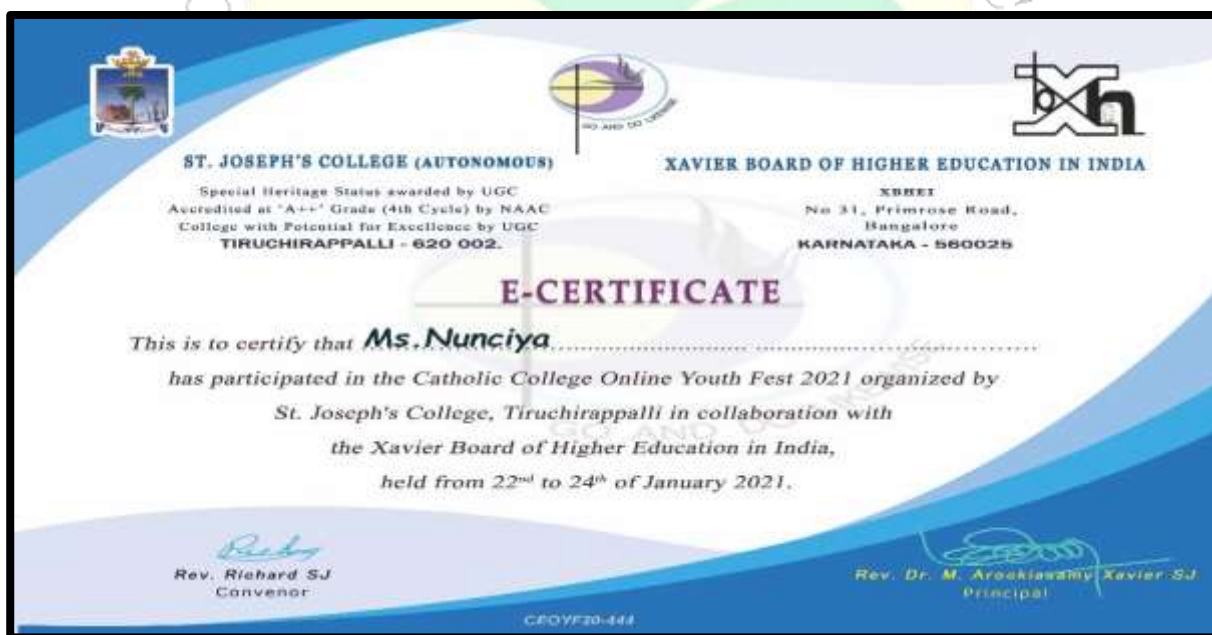 GO AND DO LIKEWISE
bXh
ST. JOSEPH'S COLLEGE (AUTONOMOUS)
Special Heritage Status awarded by UGC
Accredited at 'A++' Grade (4th Cycle) by NAAC
College with Potential for Excellence by UGC
TIRUCHIRAPPALLI - 620 002.
XAVIER BOARD OF HIGHER EDUCATION IN INDIA
XBHEI
No 31, Primrose Road,
Bangalore
KARNATAKA - 560025
E-CERTIFICATE
This is to certify that Ms.Nunciya
has participated in the Catholic College Online Youth Fest 2021 organized by
St. Joseph's College, Tiruchirappalli in collaboration with
the Xavier Board of Higher Education in India,
held from 22nd to 24th of January 2021.
Rev. Richard SJ
Convenor
Rev. Dr. M. Arockiasamy Xavier SJ
Principal
CEOYF20-444